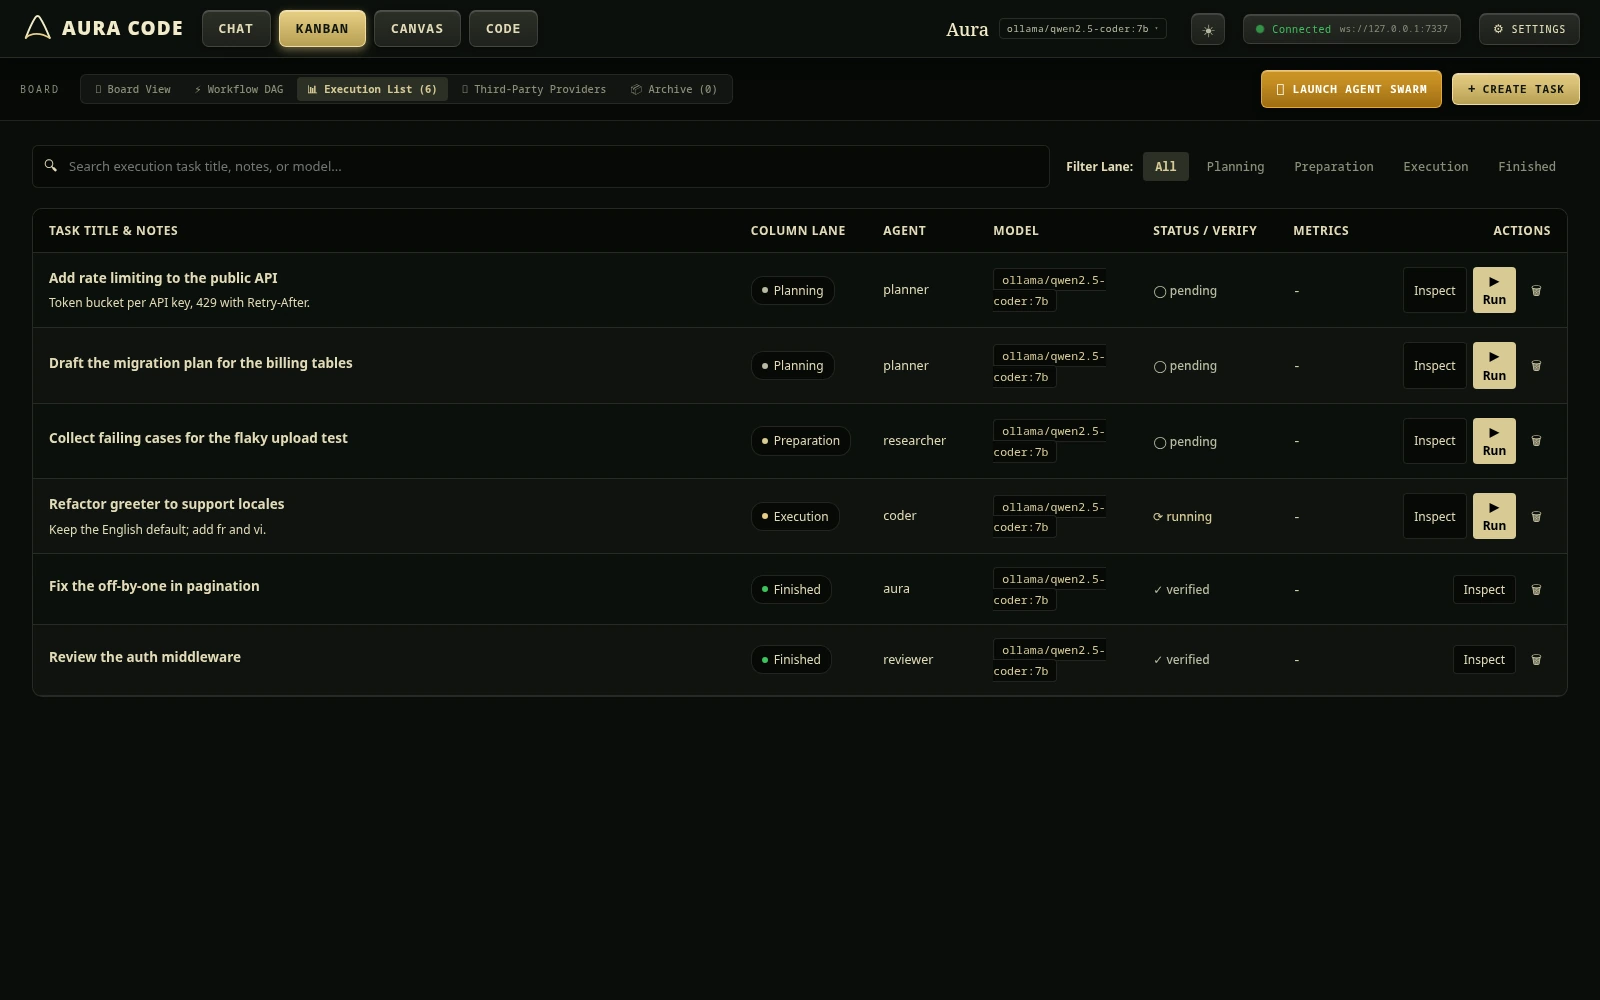 AURA CODE CHAT KANBAN CANVAS CODE Aura ollama/qwen2.5-coder:7b Connected ws://127.0.0.1:7337 SETTINGS
BOARD Board View Workflow DAG Execution List (6) Third-Party Providers Archive (0) LAUNCH AGENT SWARM + CREATE TASK
Search execution task title, notes, or model... Filter Lane: All Planning Preparation Execution Finished
TASK TITLE & NOTES COLUMN LANE AGENT MODEL STATUS / VERIFY METRICS ACTIONS
Add rate limiting to the public API
Token bucket per API key, 429 with Retry-After.
Planning planner
ollama/qwen2.5-
coder:7b
pending - Inspect
▶ Run
Draft the migration plan for the billing tables
Planning planner
ollama/qwen2.5-
coder:7b
pending - Inspect
▶ Run
Collect failing cases for the flaky upload test
Preparation researcher
ollama/qwen2.5-
coder:7b
pending - Inspect
▶ Run
Refactor greeter to support locales
Keep the English default; add fr and vi.
Execution coder
ollama/qwen2.5-
coder:7b
⟳ running - Inspect
▶ Run
Fix the off-by-one in pagination
Finished aura
ollama/qwen2.5-
coder:7b
✓ verified - Inspect
Review the auth middleware
Finished reviewer
ollama/qwen2.5-
coder:7b
✓ verified - Inspect